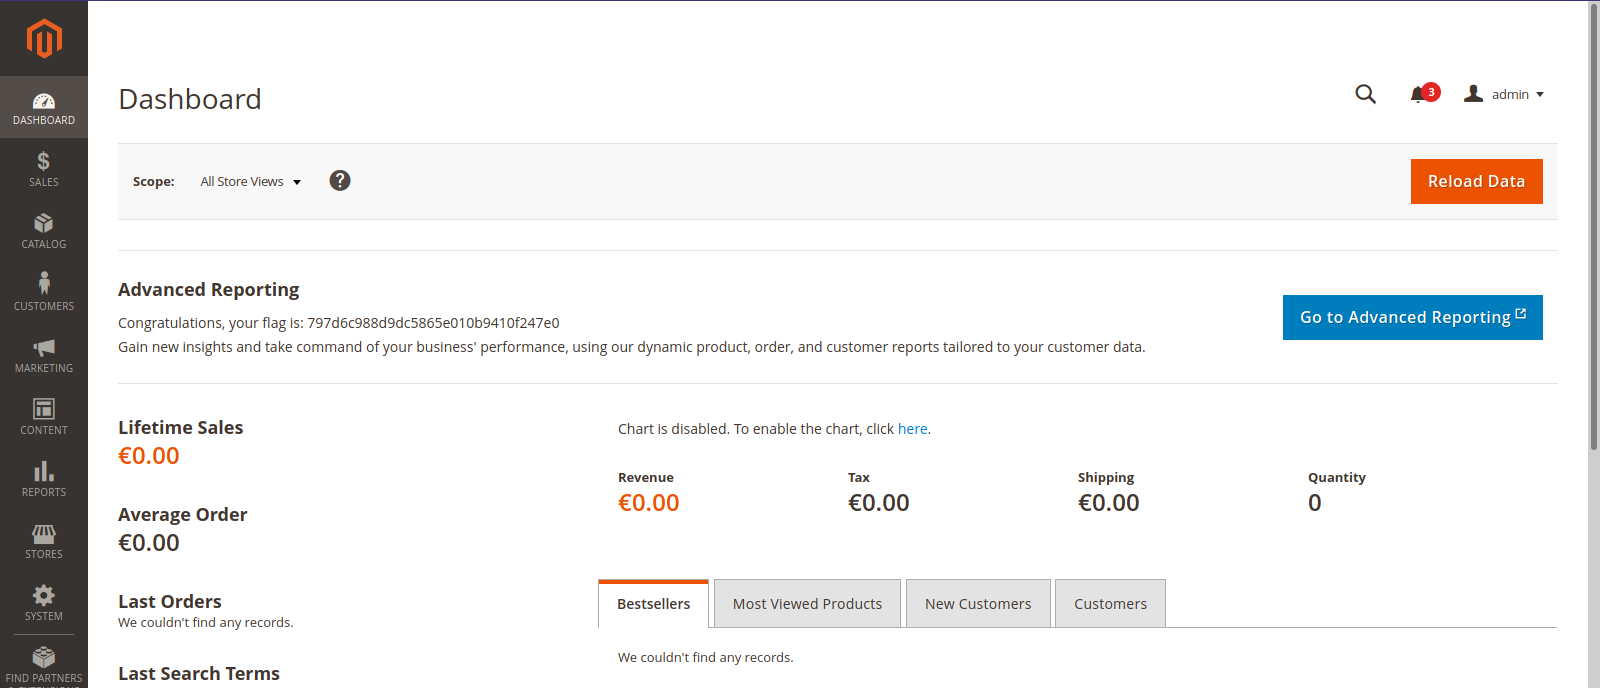 DASHBOARD
SALES
CATALOG
CUSTOMERS
MARKETING
CONTENT
REPORTS
STORES
SYSTEM
FIND PARTNERS
& EXTENSIONS
Dashboard
3
admin
Scope: All Store Views ?
Reload Data
Advanced Reporting
Congratulations, your flag is: 797d6c988d9dc5865e010b9410f247e0
Gain new insights and take command of your business' performance, using our dynamic product, order, and customer reports tailored to your customer data.
Go to Advanced Reporting
Lifetime Sales
€0.00
Average Order
€0.00
Last Orders
We couldn't find any records.
Last Search Terms
Chart is disabled. To enable the chart, click here.
Revenue Tax Shipping Quantity
€0.00 €0.00 €0.00 0
Bestsellers Most Viewed Products New Customers Customers
We couldn't find any records.